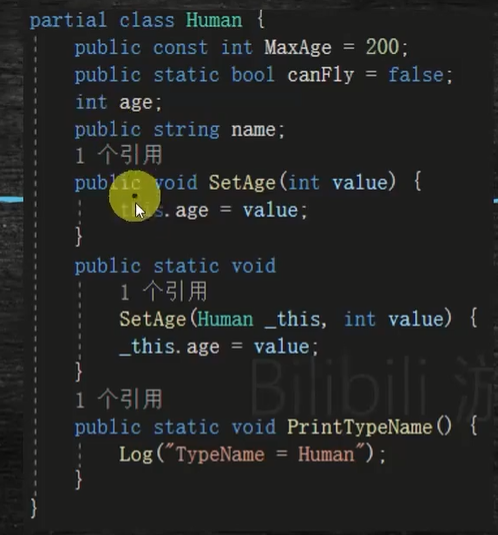 partial class Human {
public const int MaxAge = 200;
public static bool canFly = false;
int age;
public string name;
1 个引用
public void SetAge(int value) {
this.age = value;
}
public static void
1 个引用
SetAge(Human _this, int value) {
_this.age = value;
}
1 个引用
public static void PrintTypeName() {
Log("TypeName = Human");
}
}
Bilibili 游